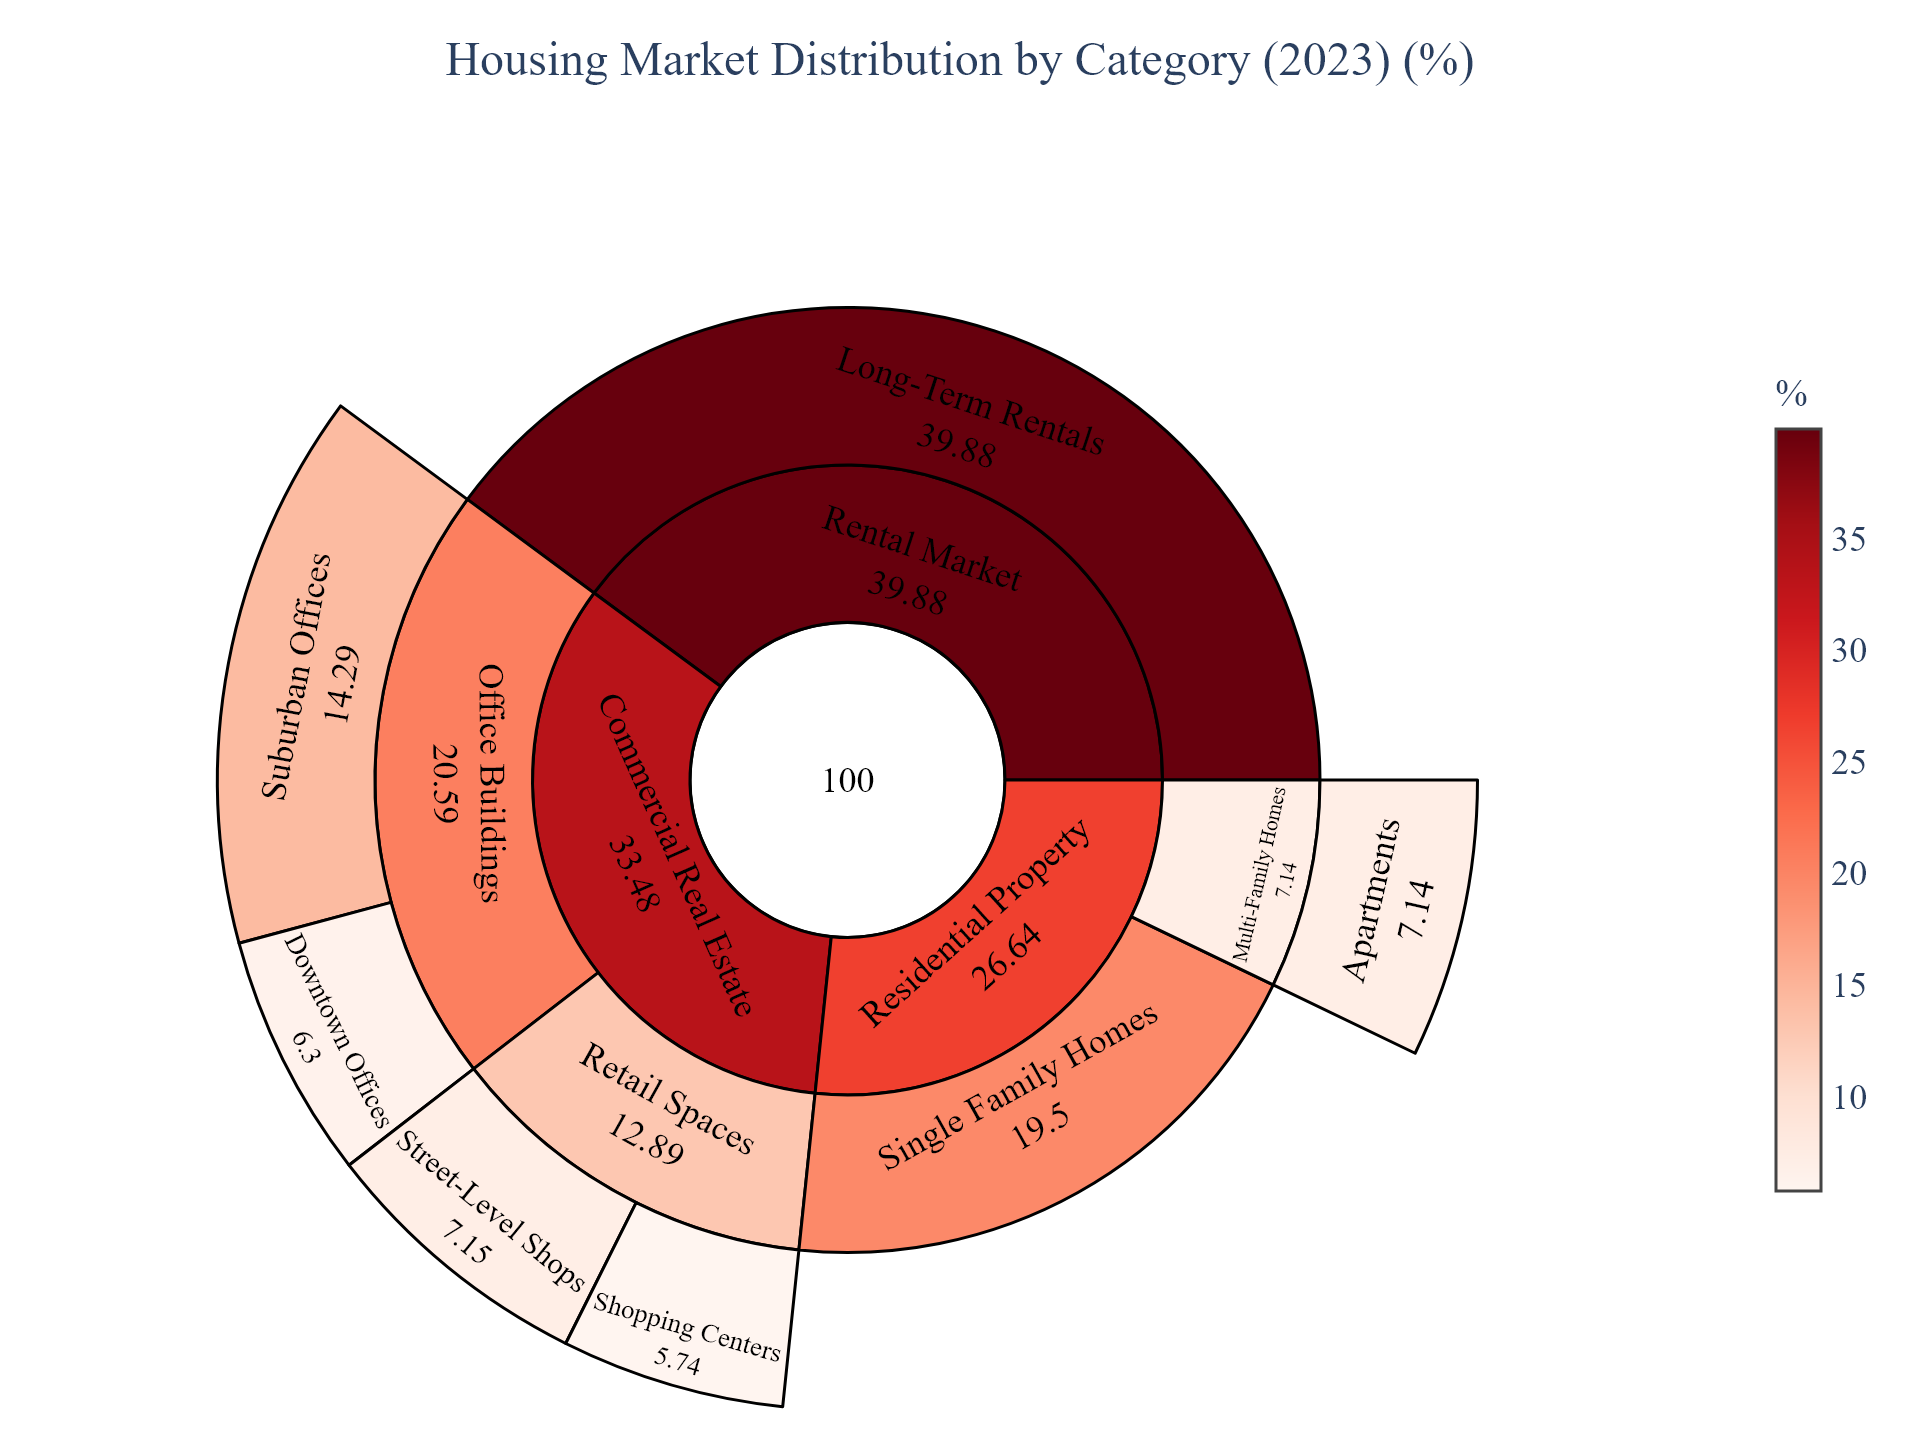 Housing Market Distribution by Category (2023) (%)
Long-Term Rentals
39.88
Rental Market
39.88
100
Commercial Real Estate
33.48
Residential Property
26.64
Office Buildings
20.59
Suburban Offices
14.29
Downtown Offices
6.3
Retail Spaces
12.89
Street-Level Shops
7.15
Shopping Centers
5.74
Single Family Homes
19.5
Multi-Family Homes
7.14
Apartments
7.14
%
35
30
25
20
15
10